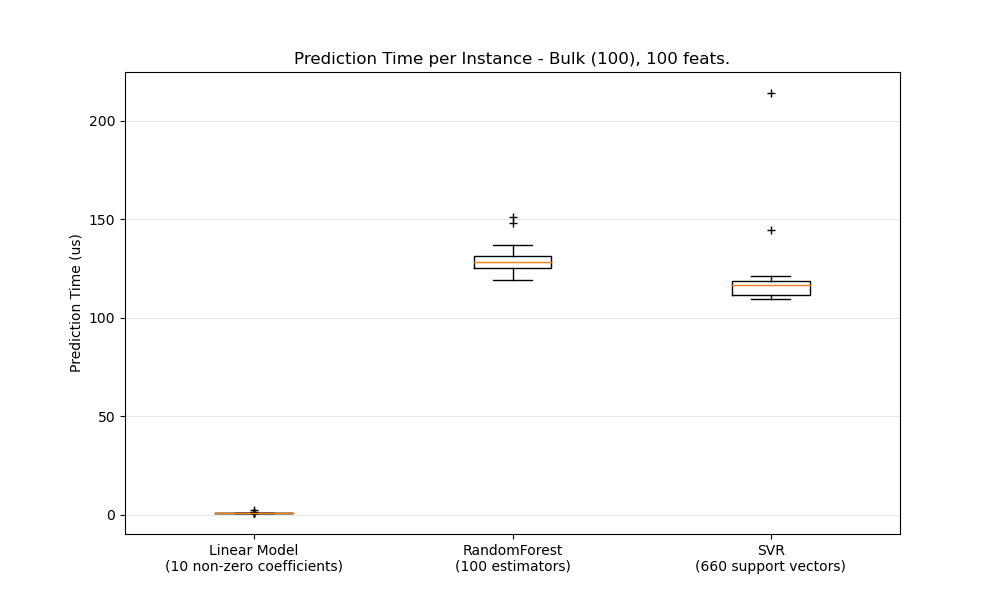 Prediction Time per Instance - Bulk (100), 100 feats.
Prediction Time (us)
200
150
100
50
0
Linear Model
(10 non-zero coefficients)
RandomForest
(100 estimators)
SVR
(660 support vectors)